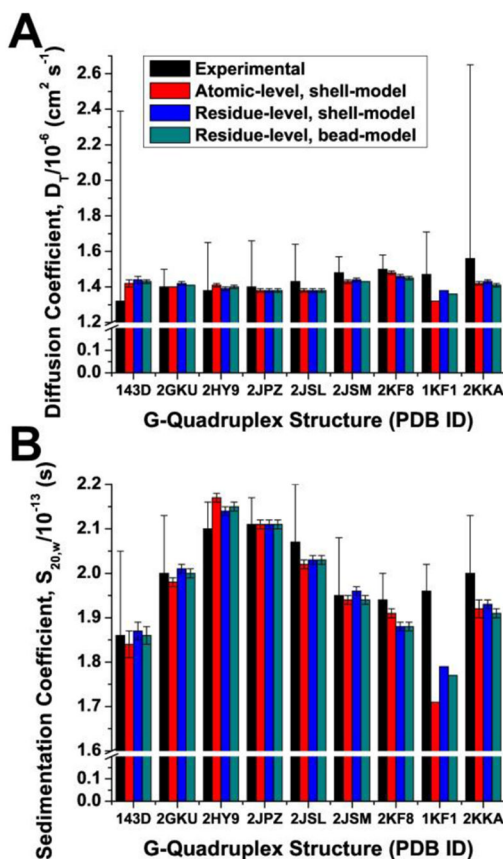 A
Diffusion Coefficient, D_T/10^-6 (cm² s⁻¹)
2.6
2.4
2.2
2.0
1.8
1.6
1.4
1.2
0.1
0.0
Experimental
Atomic-level, shell-model
Residue-level, shell-model
Residue-level, bead-model
143D 2GKU 2HY9 2JPZ 2JSL 2JSM 2KF8 1KF1 2KKA
G-Quadruplex Structure (PDB ID)
B
Sedimentation Coefficient, S_20,w/10^-13 (s)
2.2
2.1
2.0
1.9
1.8
1.7
1.6
0.1
0.0
143D 2GKU 2HY9 2JPZ 2JSL 2JSM 2KF8 1KF1 2KKA
G-Quadruplex Structure (PDB ID)